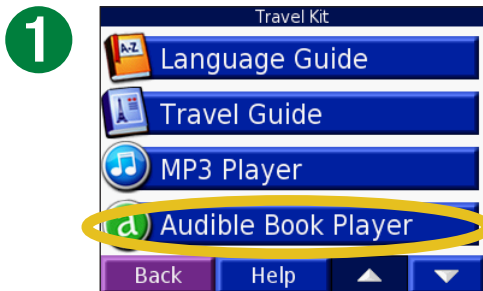 1
Travel Kit
A-Z
Language Guide
Travel Guide
MP3 Player
a Audible Book Player
Back Help